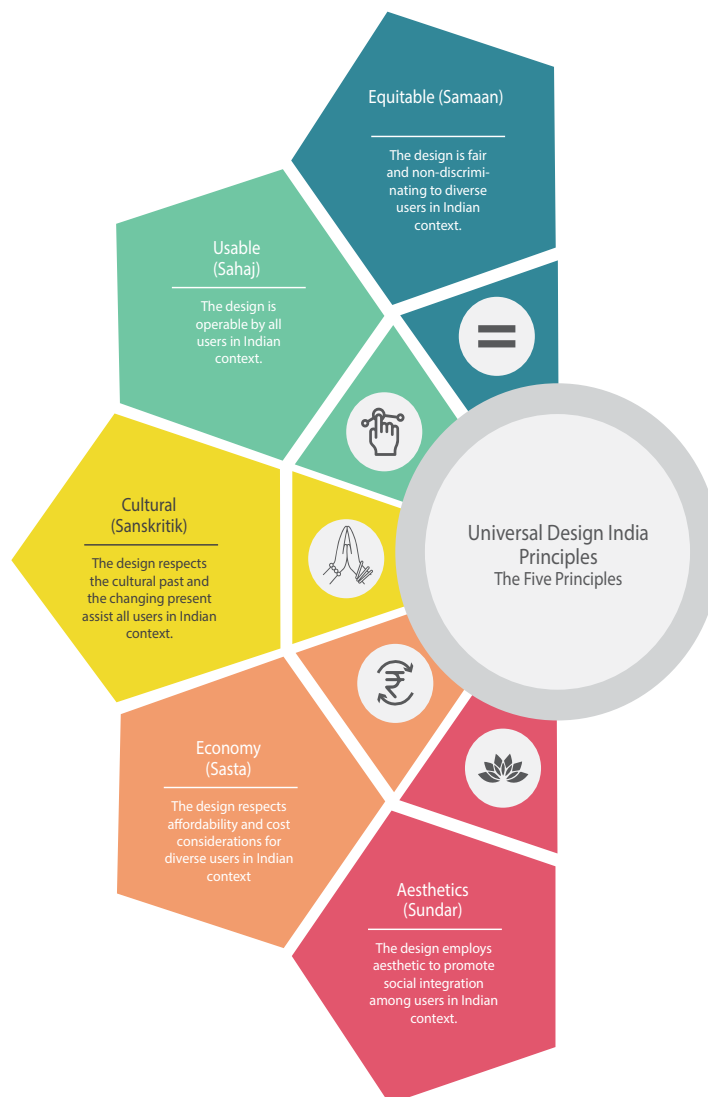 Equitable (Samaan)
The design is fair
and non-discrimi-
nating to diverse
users in Indian
context.
Usable
(Sahaj)
The design is
operable by all
users in Indian
context.
Cultural
(Sanskritik)
The design respects
the cultural past and
the changing present
assist all users in Indian
context.
Universal Design India
Principles
The Five Principles
Economy
(Sasta)
The design respects
affordability and cost
considerations for
diverse users in Indian
context
Aesthetics
(Sundar)
The design employs
aesthetic to promote
social integration
among users in Indian
context.